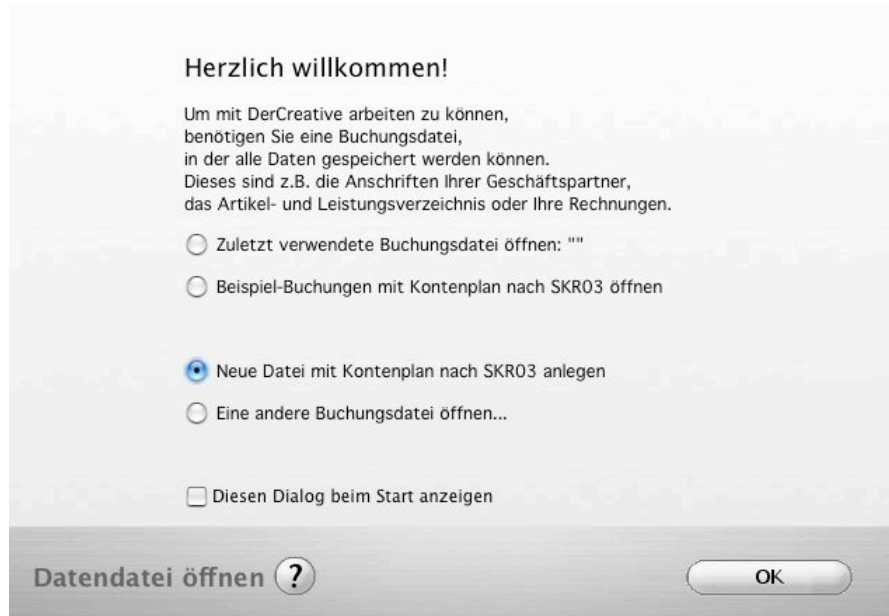 Herzlich willkommen!
Um mit DerCreative arbeiten zu können,
benötigen Sie eine Buchungsdatei,
in der alle Daten gespeichert werden können.
Dieses sind z.B. die Anschriften Ihrer Geschäftspartner,
das Artikel- und Leistungsverzeichnis oder Ihre Rechnungen.
Zuletzt verwendete Buchungsdatei öffnen: ""
Beispiel-Buchungen mit Kontenplan nach SKR03 öffnen
Neue Datei mit Kontenplan nach SKR03 anlegen
Eine andere Buchungsdatei öffnen...
Diesen Dialog beim Start anzeigen
Datendatei öffnen ? OK